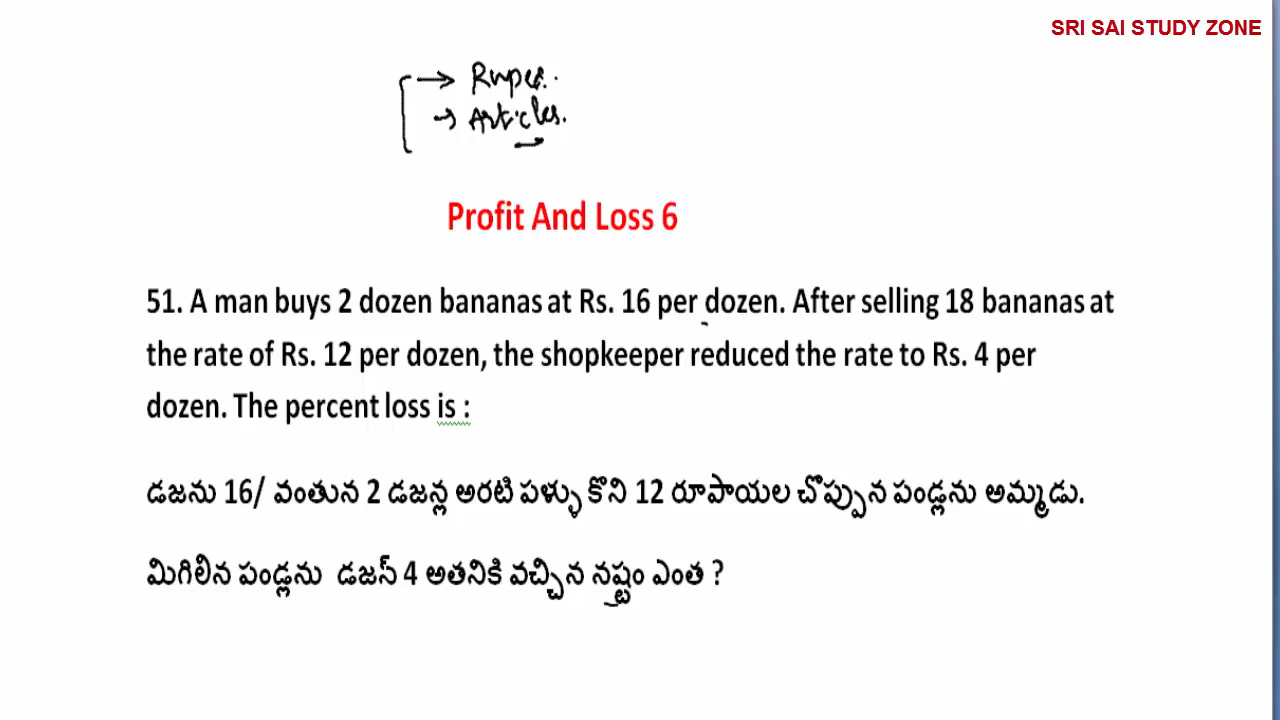 SRI SAI STUDY ZONE
→ Rupees.
→ Articles.
Profit And Loss 6
51. A man buys 2 dozen bananas at Rs. 16 per dozen. After selling 18 bananas at
the rate of Rs. 12 per dozen, the shopkeeper reduced the rate to Rs. 4 per
dozen. The percent loss is :
డజను 16/ వంతున 2 డజన్ల అరటి పళ్ళు కొని 12 రూపాయల చొప్పున పండ్లను అమ్మడు.
మిగిలిన పండ్లను డజస్ 4 అతనికి వచ్చిన నష్టం ఎంత ?